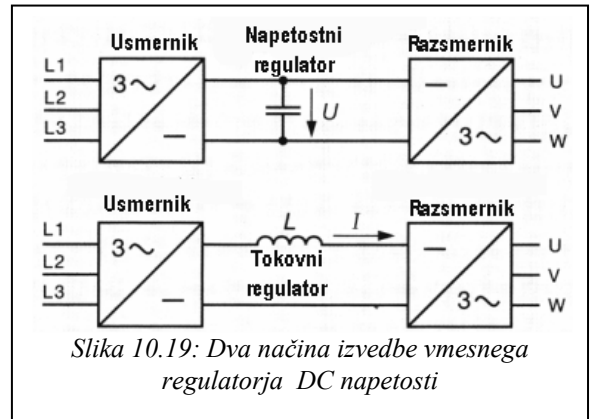 Usmernik
Napetostni
regulator
Razsmernik
L1
L2
L3
3~
—
U
—
3~
U
V
W
Usmernik
Razsmernik
L1
L2
L3
3~
—
L
I
Tokovni
regulator
—
3~
U
V
W
Slika 10.19: Dva načina izvedbe vmesnega
regulatorja DC napetosti